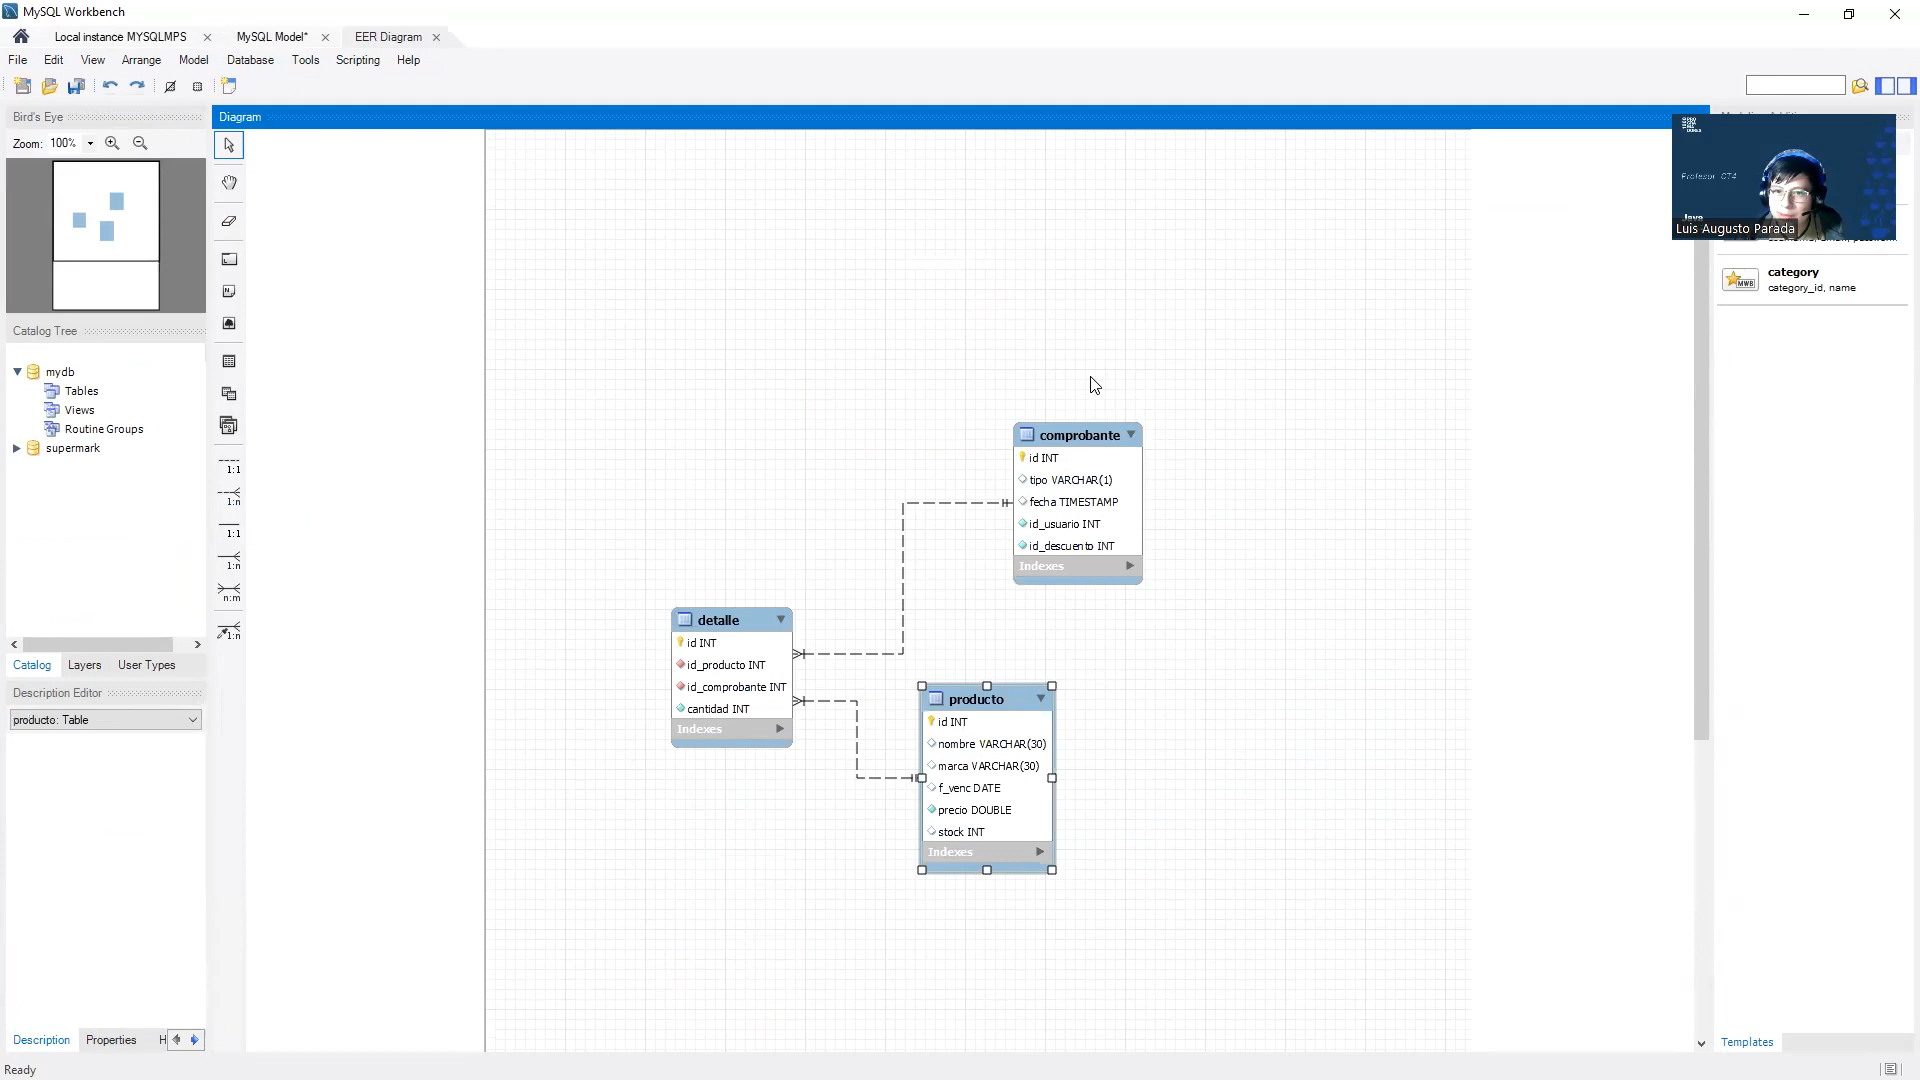 MySQL Workbench
Local instance MYSQLMPS
MySQL Model*
EER Diagram
File Edit View Arrange Model Database Tools Scripting Help
Bird's Eye
Zoom: 100%
Catalog Tree
mydb
Tables
Views
Routine Groups
supermark
Catalog Layers User Types
Description Editor
producto: Table
Description Properties H
Ready
Diagram
1:1
1:n
1:1
1:n
n:m
1:n
comprobante
id INT
tipo VARCHAR(1)
fecha TIMESTAMP
id_usuario INT
id_descuento INT
Indexes
detalle
id INT
id_producto INT
id_comprobante INT
cantidad INT
Indexes
producto
id INT
nombre VARCHAR(30)
marca VARCHAR(30)
f_venc DATE
precio DOUBLE
stock INT
Indexes
Profesor CT4
Java
Luis Augusto Parada
MWB
category
category_id, name
Templates